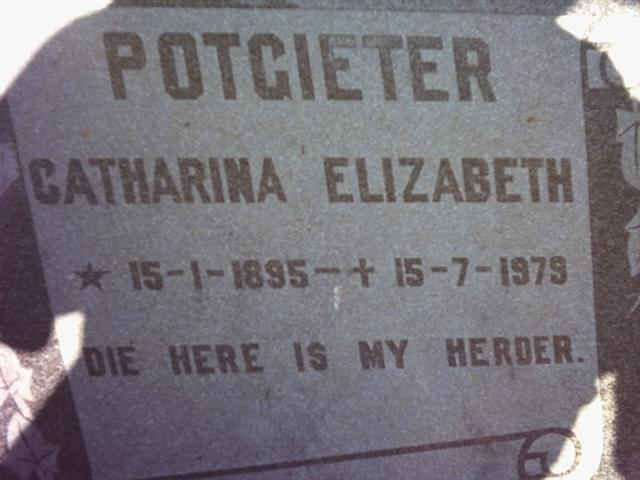 POTGIETER
CATHARINA ELIZABETH
★ 15-1-1895-✝ 15-7-1979
DIE HERE IS MY HERDER.